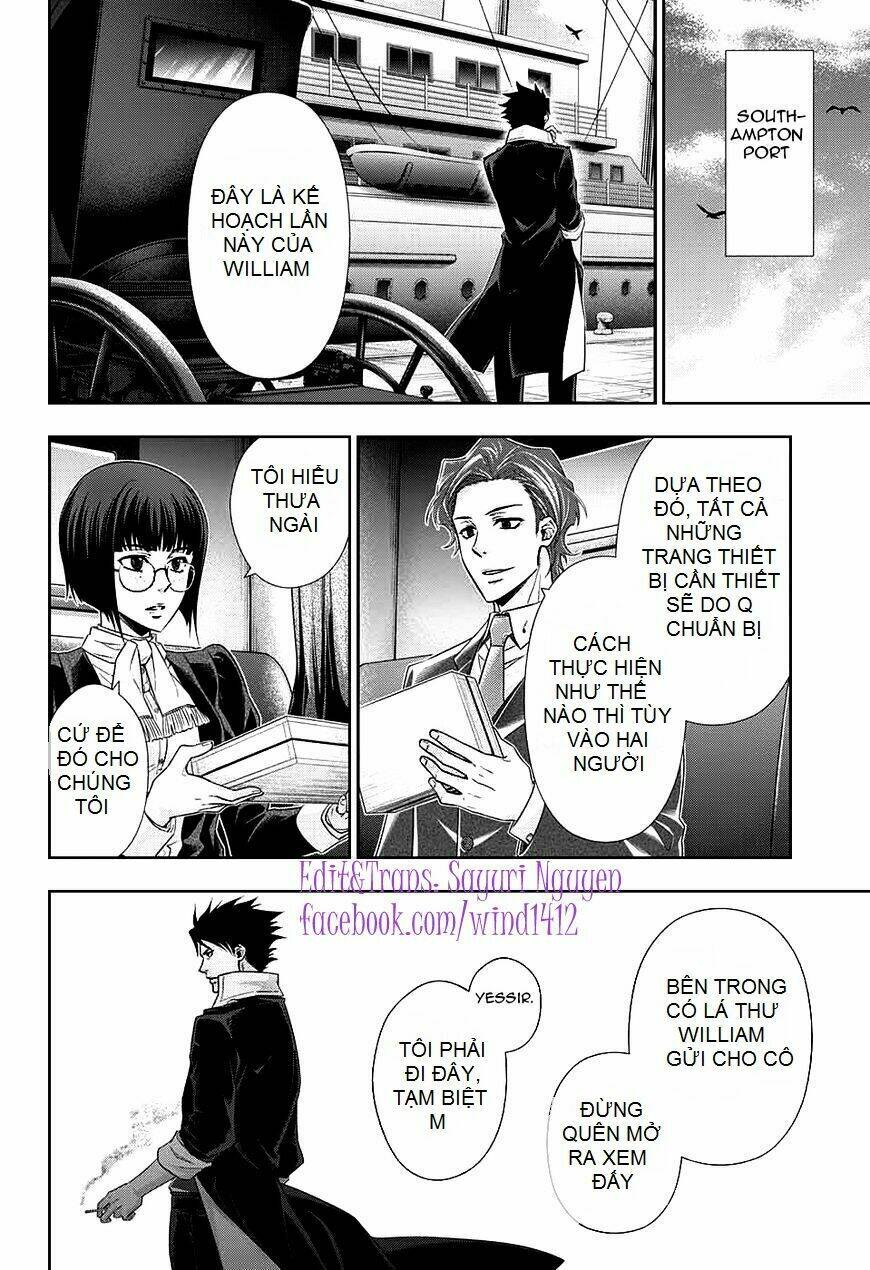 SOUTH-
AMPTON
PORT
ĐÂY LÀ KẾ
HOẠCH LẦN
NÀY CỦA
WILLIAM
DỰA THEO
ĐÓ, TẤT CẢ
NHỮNG
TRANG THIẾT
BỊ CẦN THIẾT
SẼ DO Q
CHUẨN BỊ
CÁCH
THỰC HIỆN
NHƯ THẾ
NÀO THÌ TÙY
VÀO HAI
NGƯỜI
TÔI HIỂU
THƯA
NGÀI
CỨ ĐỂ
ĐÓ CHO
CHÚNG
TÔI
Edit&Trans: Sayuri Nguyen
facebook.com/wind1412
BÊN TRONG
CÓ LÁ THƯ
WILLIAM
GỬI CHO CÔ
ĐỪNG
QUÊN MỞ
RA XEM
ĐẤY
YESSIR.
TÔI PHẢI
ĐI ĐÂY,
TẠM BIỆT
M